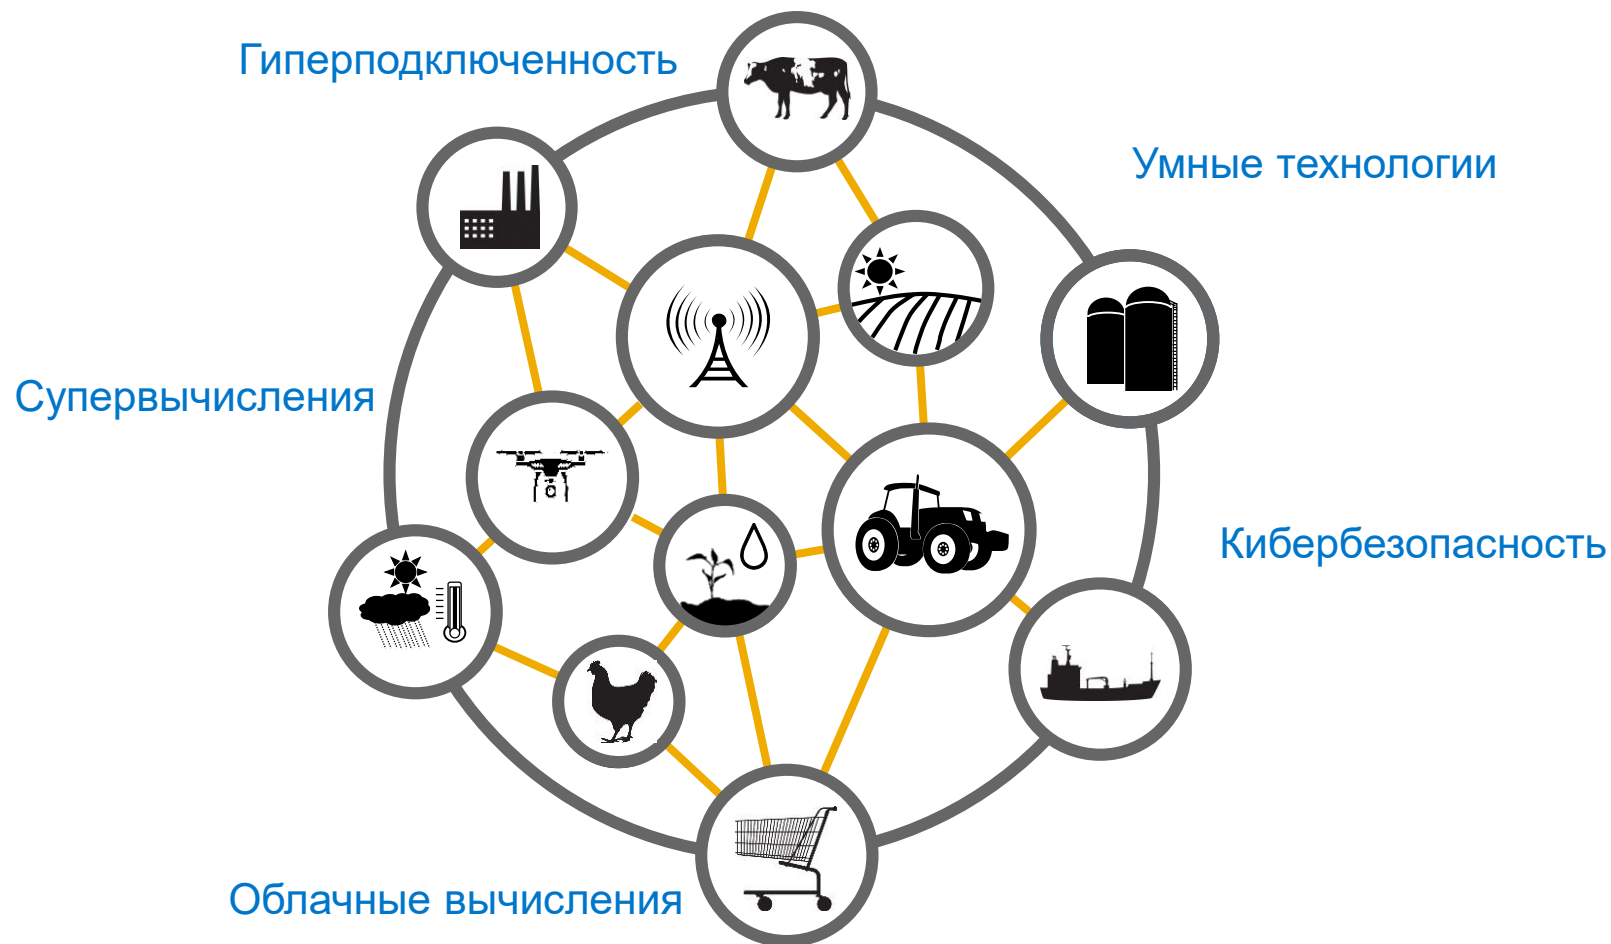 Гиперподключенность
Умные технологии
Супервычисления
Кибербезопасность
Облачные вычисления